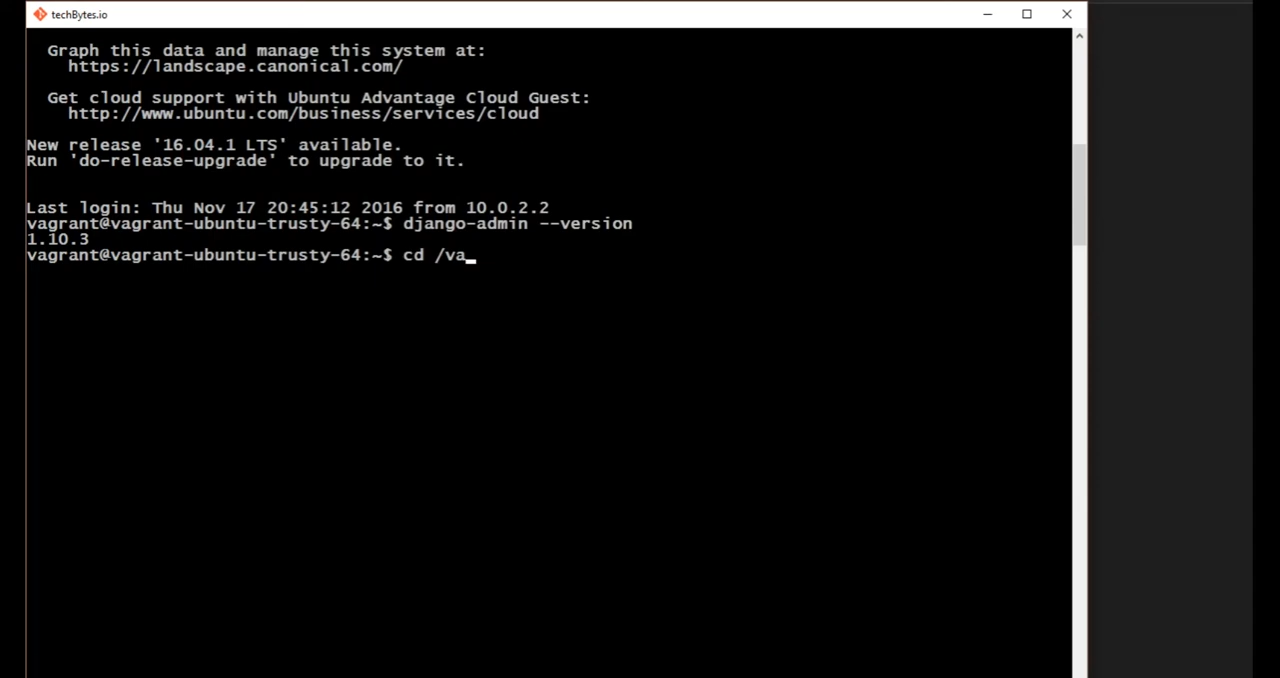 techBytes.io
Graph this data and manage this system at:
https://landscape.canonical.com/
Get cloud support with Ubuntu Advantage Cloud Guest:
http://www.ubuntu.com/business/services/cloud
New release '16.04.1 LTS' available.
Run 'do-release-upgrade' to upgrade to it.
Last login: Thu Nov 17 20:45:12 2016 from 10.0.2.2
vagrant@vagrant-ubuntu-trusty-64:~$ django-admin --version
1.10.3
vagrant@vagrant-ubuntu-trusty-64:~$ cd /va